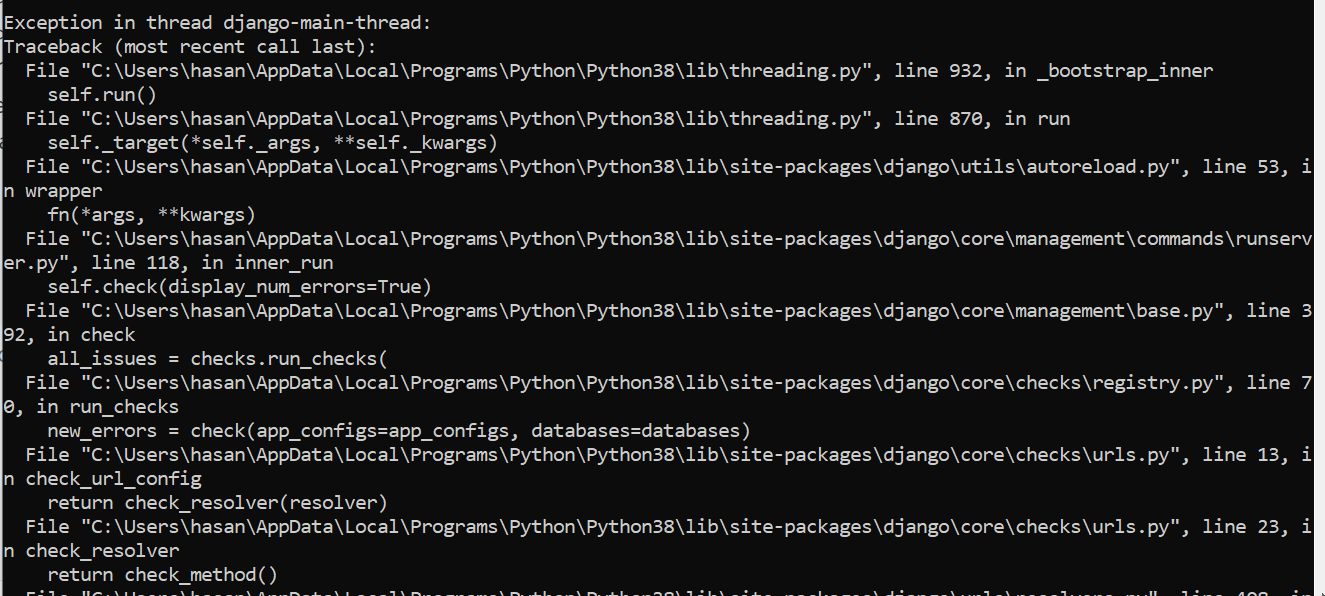 Exception in thread django-main-thread:
Traceback (most recent call last):
  File "C:\Users\hasan\AppData\Local\Programs\Python\Python38\lib\threading.py", line 932, in _bootstrap_inner
    self.run()
  File "C:\Users\hasan\AppData\Local\Programs\Python\Python38\lib\threading.py", line 870, in run
    self._target(*self._args, **self._kwargs)
  File "C:\Users\hasan\AppData\Local\Programs\Python\Python38\lib\site-packages\django\utils\autoreload.py", line 53, i
n wrapper
    fn(*args, **kwargs)
  File "C:\Users\hasan\AppData\Local\Programs\Python\Python38\lib\site-packages\django\core\management\commands\runserv
er.py", line 118, in inner_run
    self.check(display_num_errors=True)
  File "C:\Users\hasan\AppData\Local\Programs\Python\Python38\lib\site-packages\django\core\management\base.py", line 3
92, in check
    all_issues = checks.run_checks(
  File "C:\Users\hasan\AppData\Local\Programs\Python\Python38\lib\site-packages\django\core\checks\registry.py", line 7
0, in run_checks
    new_errors = check(app_configs=app_configs, databases=databases)
  File "C:\Users\hasan\AppData\Local\Programs\Python\Python38\lib\site-packages\django\core\checks\urls.py", line 13, i
n check_url_config
    return check_resolver(resolver)
  File "C:\Users\hasan\AppData\Local\Programs\Python\Python38\lib\site-packages\django\core\checks\urls.py", line 23, i
n check_resolver
    return check_method()